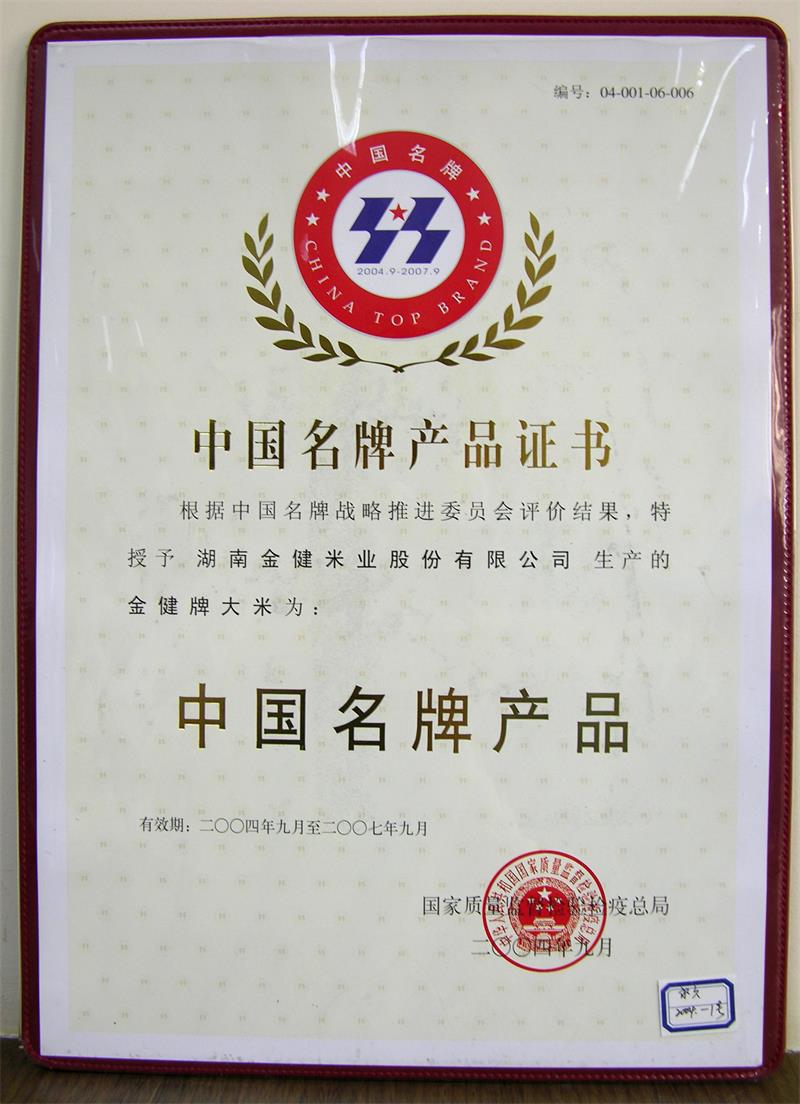 编号：04-001-06-006
中国名牌
2004.9-2007.9
CHINA TOP BRAND
中国名牌产品证书
根据中国名牌战略推进委员会评价结果，特
授予 湖南金健米业股份有限公司 生产的
金健牌大米为：
中国名牌产品
有效期：二〇〇四年九月至二〇〇七年九月
国家质量监督检验检疫总局
二〇〇四年九月
永久
2004.-1号